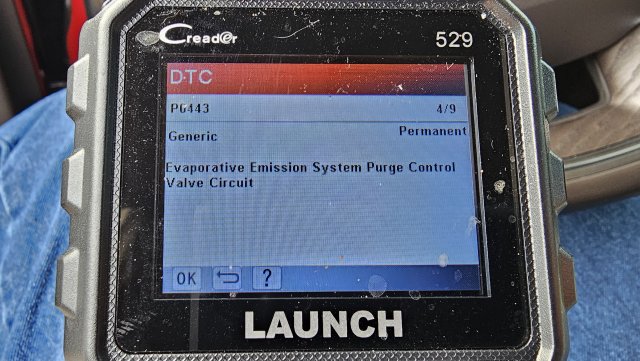 Creader
529
DTC
P0443 4/9
Generic Permanent
Evaporative Emission System Purge Control
Valve Circuit
OK ?
LAUNCH